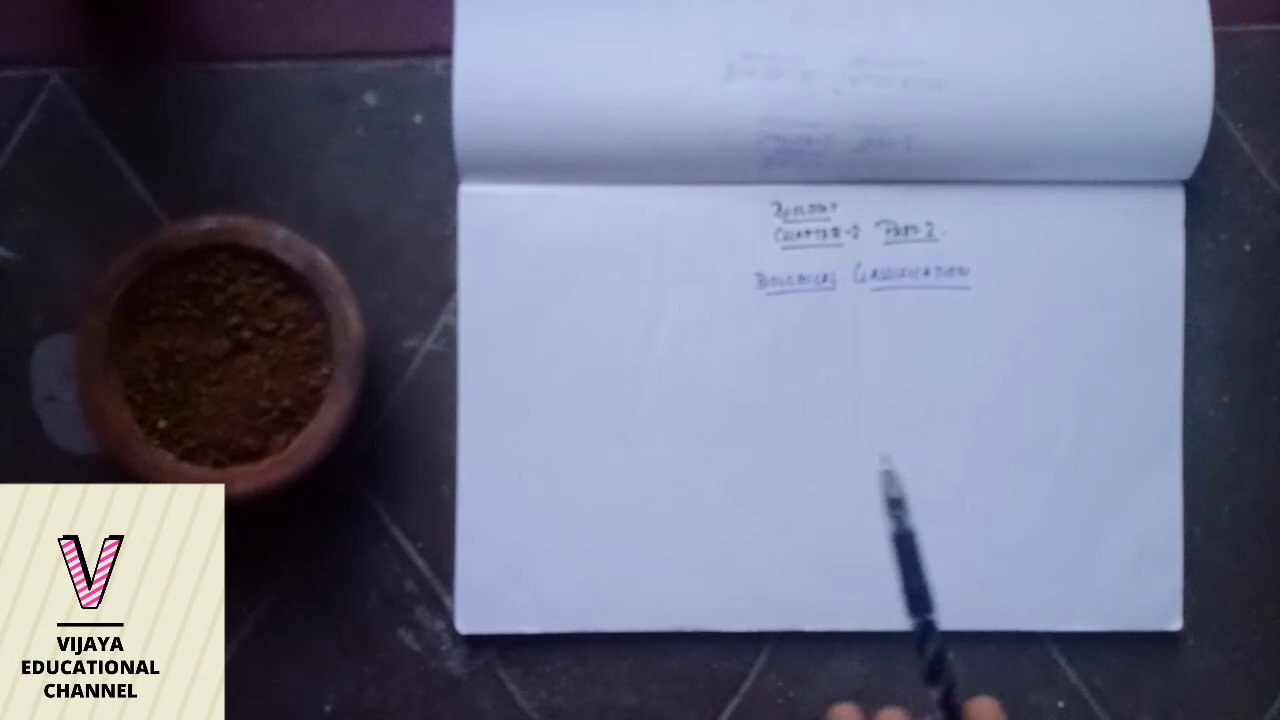 BIOLOGY
CHAPTER-2 PART-2.
BIOLOGICAL CLASSIFICATION
V
VIJAYA
EDUCATIONAL
CHANNEL